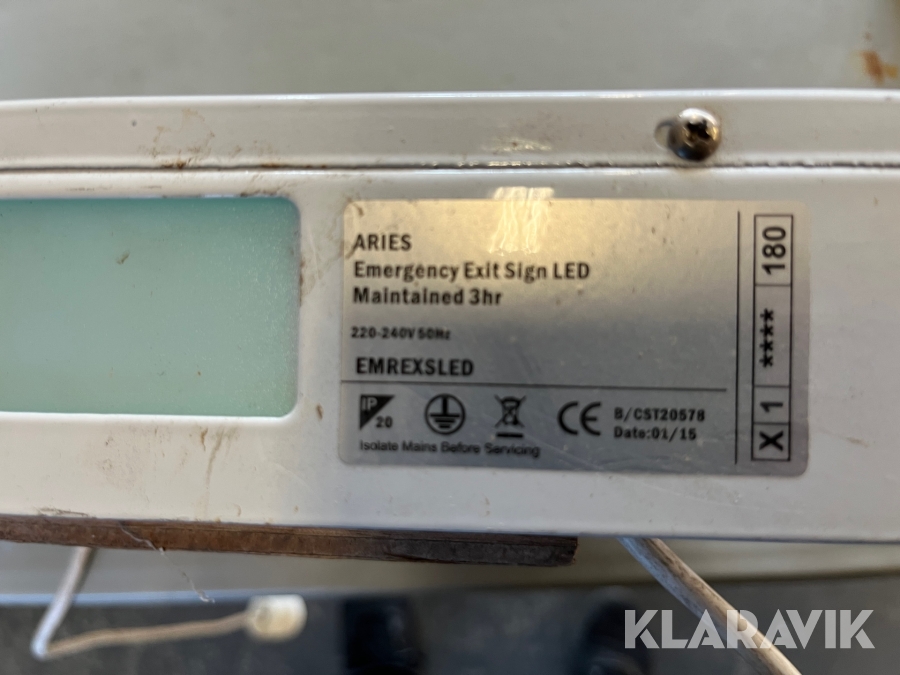 ARIES
Emergency Exit Sign LED
Maintained 3hr
220-240V 50Hz
EMREXSLED
IP
20
CE
B/CST20578
Date:01/15
Isolate Mains Before Servicing
X 1 **** 180
KLARAVIK